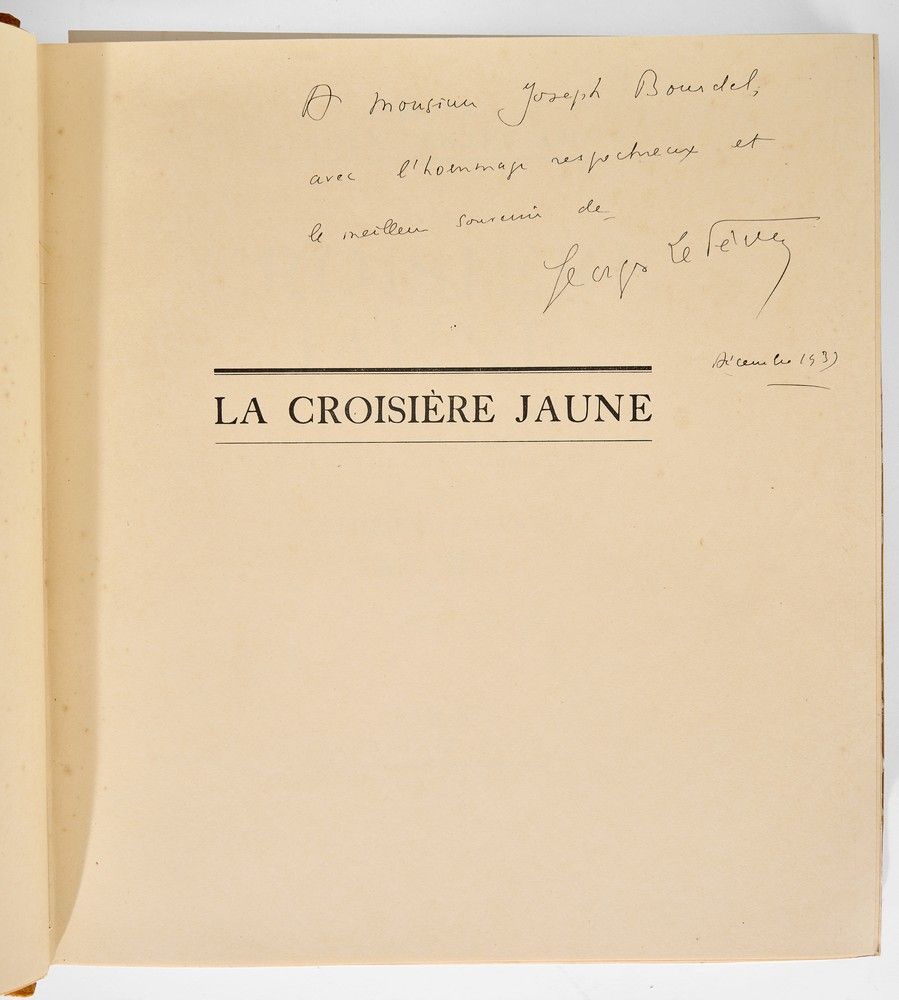 A Monsieur Joseph Bourdel,
avec l'hommage respectueux et
le meilleur souvenir de
Georges Le Fèvre
Décembre 1933
LA CROISIÈRE JAUNE